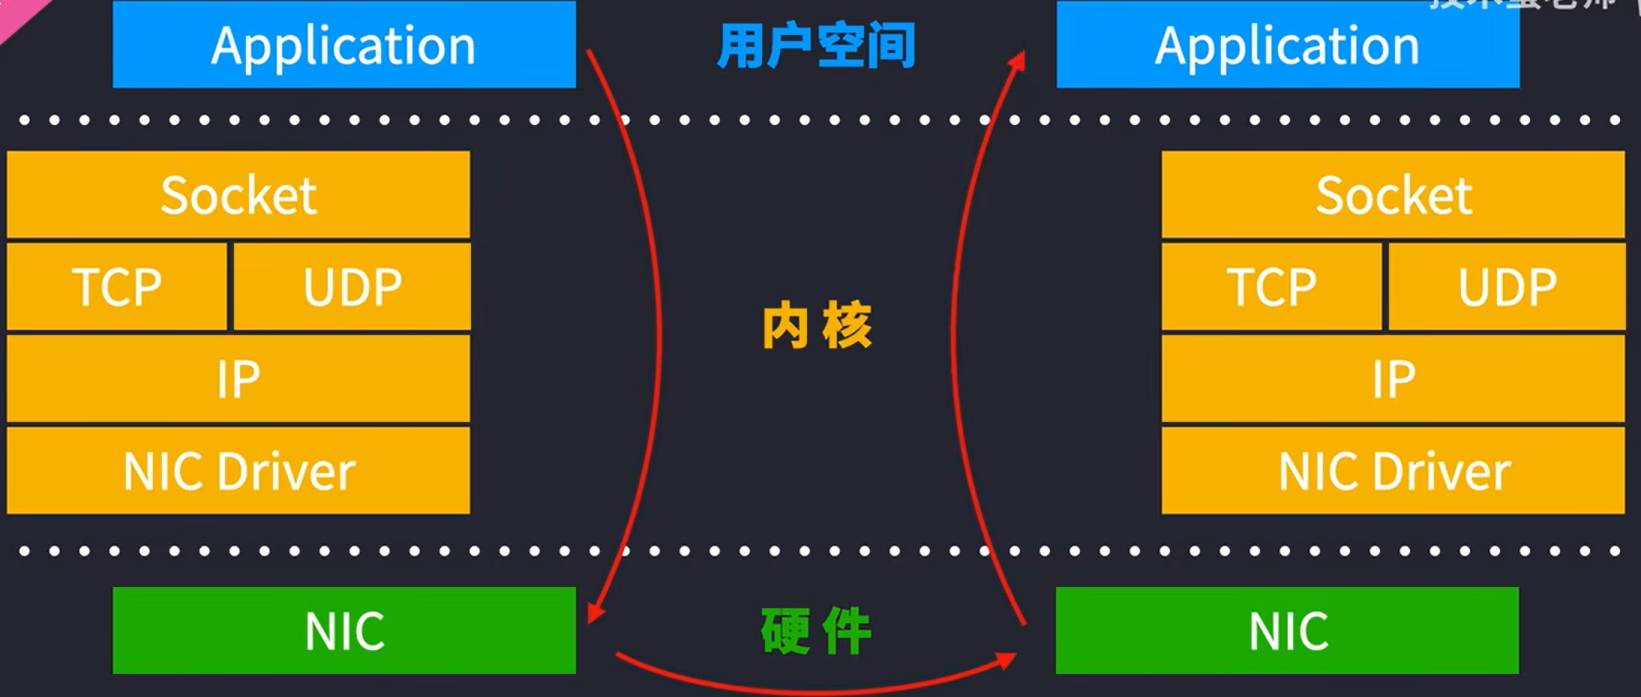 Application
用户空间
Application
Socket
Socket
TCP
UDP
TCP
UDP
内核
IP
IP
NIC Driver
NIC Driver
NIC
硬件
NIC